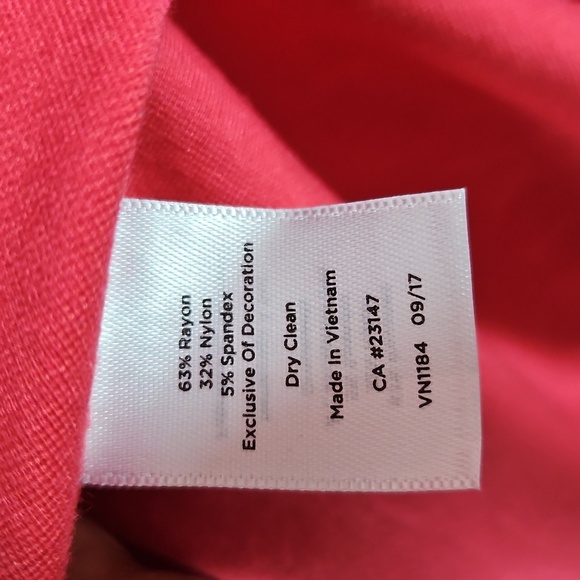 63% Rayon
32% Nylon
5% Spandex
Exclusive Of Decoration
Dry Clean
Made In Vietnam
CA #23147
VN1184 09/17